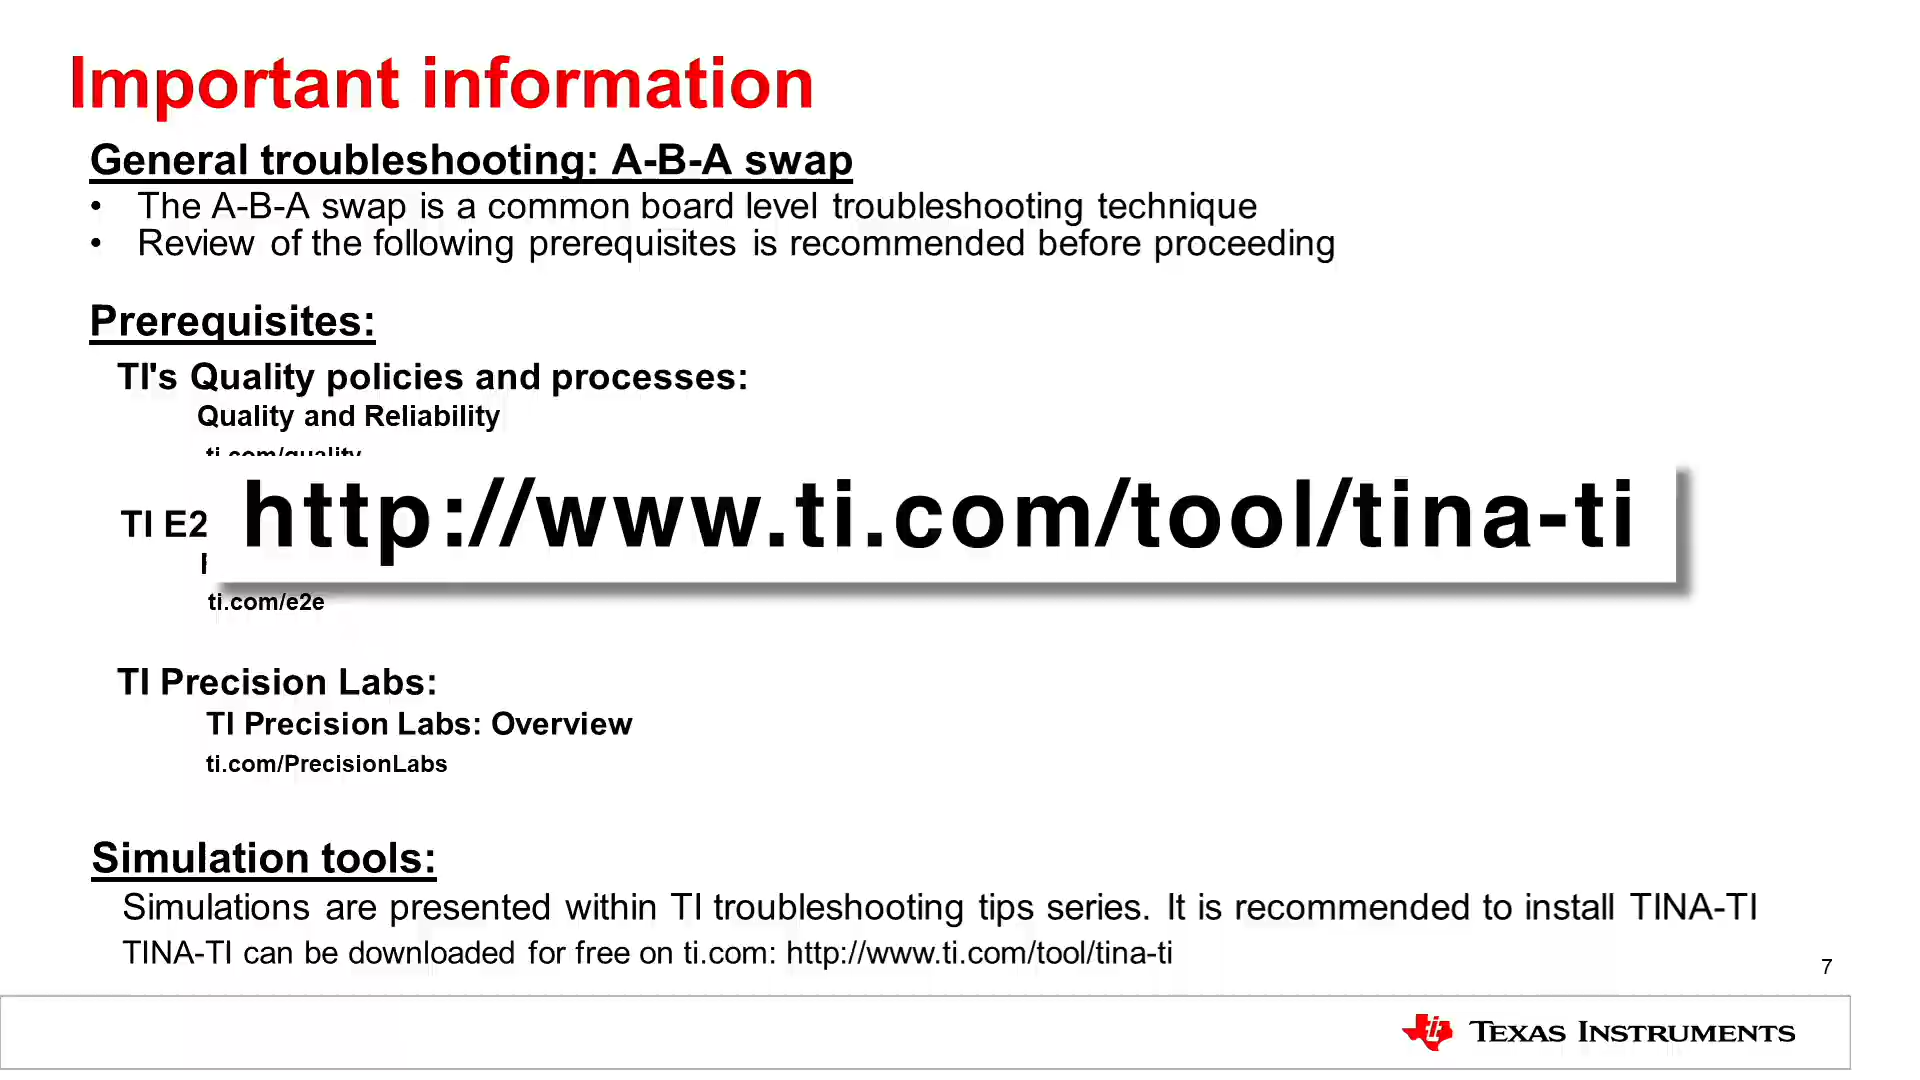 Important information
General troubleshooting: A-B-A swap
• The A-B-A swap is a common board level troubleshooting technique
• Review of the following prerequisites is recommended before proceeding
Prerequisites:
TI's Quality policies and processes:
Quality and Reliability
ti.com/quality
TI E2
http://www.ti.com/tool/tina-ti
ti.com/e2e
TI Precision Labs:
TI Precision Labs: Overview
ti.com/PrecisionLabs
Simulation tools:
Simulations are presented within TI troubleshooting tips series. It is recommended to install TINA-TI
TINA-TI can be downloaded for free on ti.com: http://www.ti.com/tool/tina-ti
7
TEXAS INSTRUMENTS